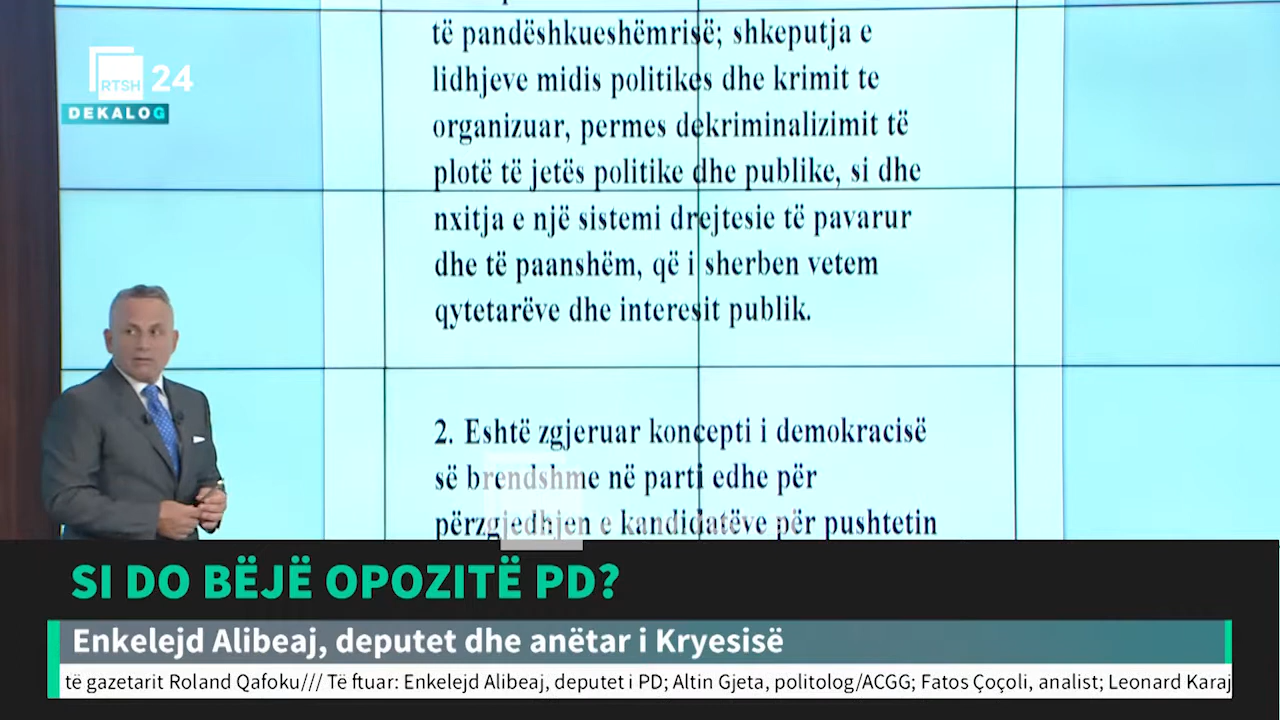 RTSH 24
DEKALOG
të pandëshkueshëmrisë; shkeputja e
lidhjeve midis politikes dhe krimit te
organizuar, permes dekriminalizimit të
plotë të jetës politike dhe publike, si dhe
nxitja e një sistemi drejtesie të pavarur
dhe të paanshëm, që i sherben vetem
qytetarëve dhe interesit publik.
2. Eshtë zgjeruar koncepti i demokracisë
së brendshme në parti edhe për
përzgjedhjen e kandidatëve për pushtetin
SI DO BËJË OPOZITË PD?
Enkelejd Alibeaj, deputet dhe anëtar i Kryesisë
të gazetarit Roland Qafoku/// Të ftuar: Enkelejd Alibeaj, deputet i PD; Altin Gjeta, politolog/ACGG; Fatos Çoçoli, analist; Leonard Karaj